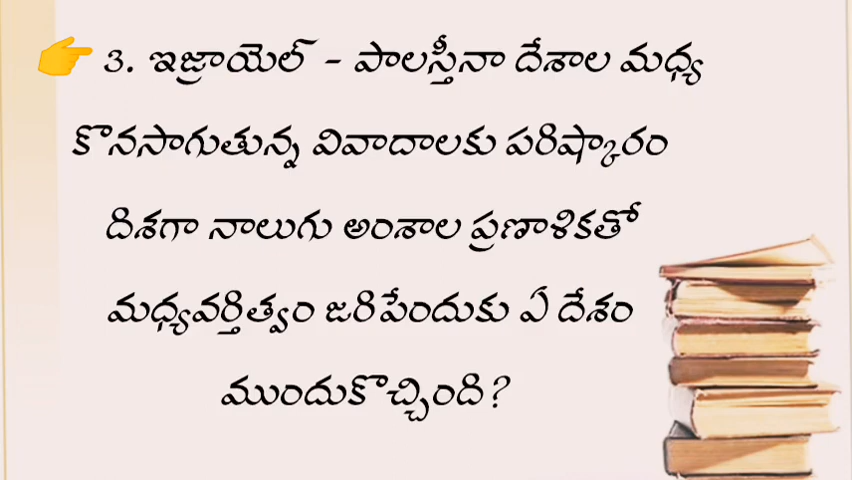 3. ఇజ్రాయెల్ - పాలస్తీనా దేశాల మధ్య
కొనసాగుతున్న వివాదాలకు పరిష్కారం
దిశగా నాలుగు అంశాల ప్రణాళికతో
మధ్యవర్తిత్వం జరిపేందుకు ఏ దేశం
ముందుకొచ్చింది?